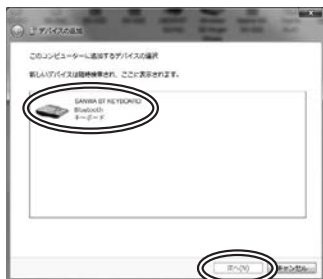 デバイスの追加
このコンピューターに追加するデバイスの選択
新しいデバイスは随時検索され、ここに表示されます。
SANWA BT KEYBOARD
Bluetooth
キーボード
次へ(N)
キャンセル